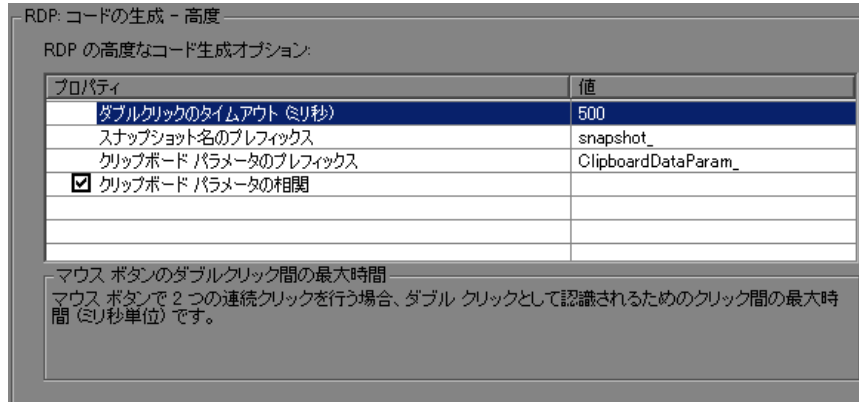 RDP: コードの生成 - 高度
RDP の高度なコード生成オプション:
プロパティ 値
ダブルクリックのタイムアウト (ミリ秒) 500
スナップショット名のプレフィックス snapshot_
クリップボード パラメータのプレフィックス ClipboardDataParam_
クリップボード パラメータの相関
マウス ボタンのダブルクリック間の最大時間
マウス ボタンで 2 つの連続クリックを行う場合、ダブル クリックとして認識されるためのクリック間の最大時
間 (ミリ秒単位) です。